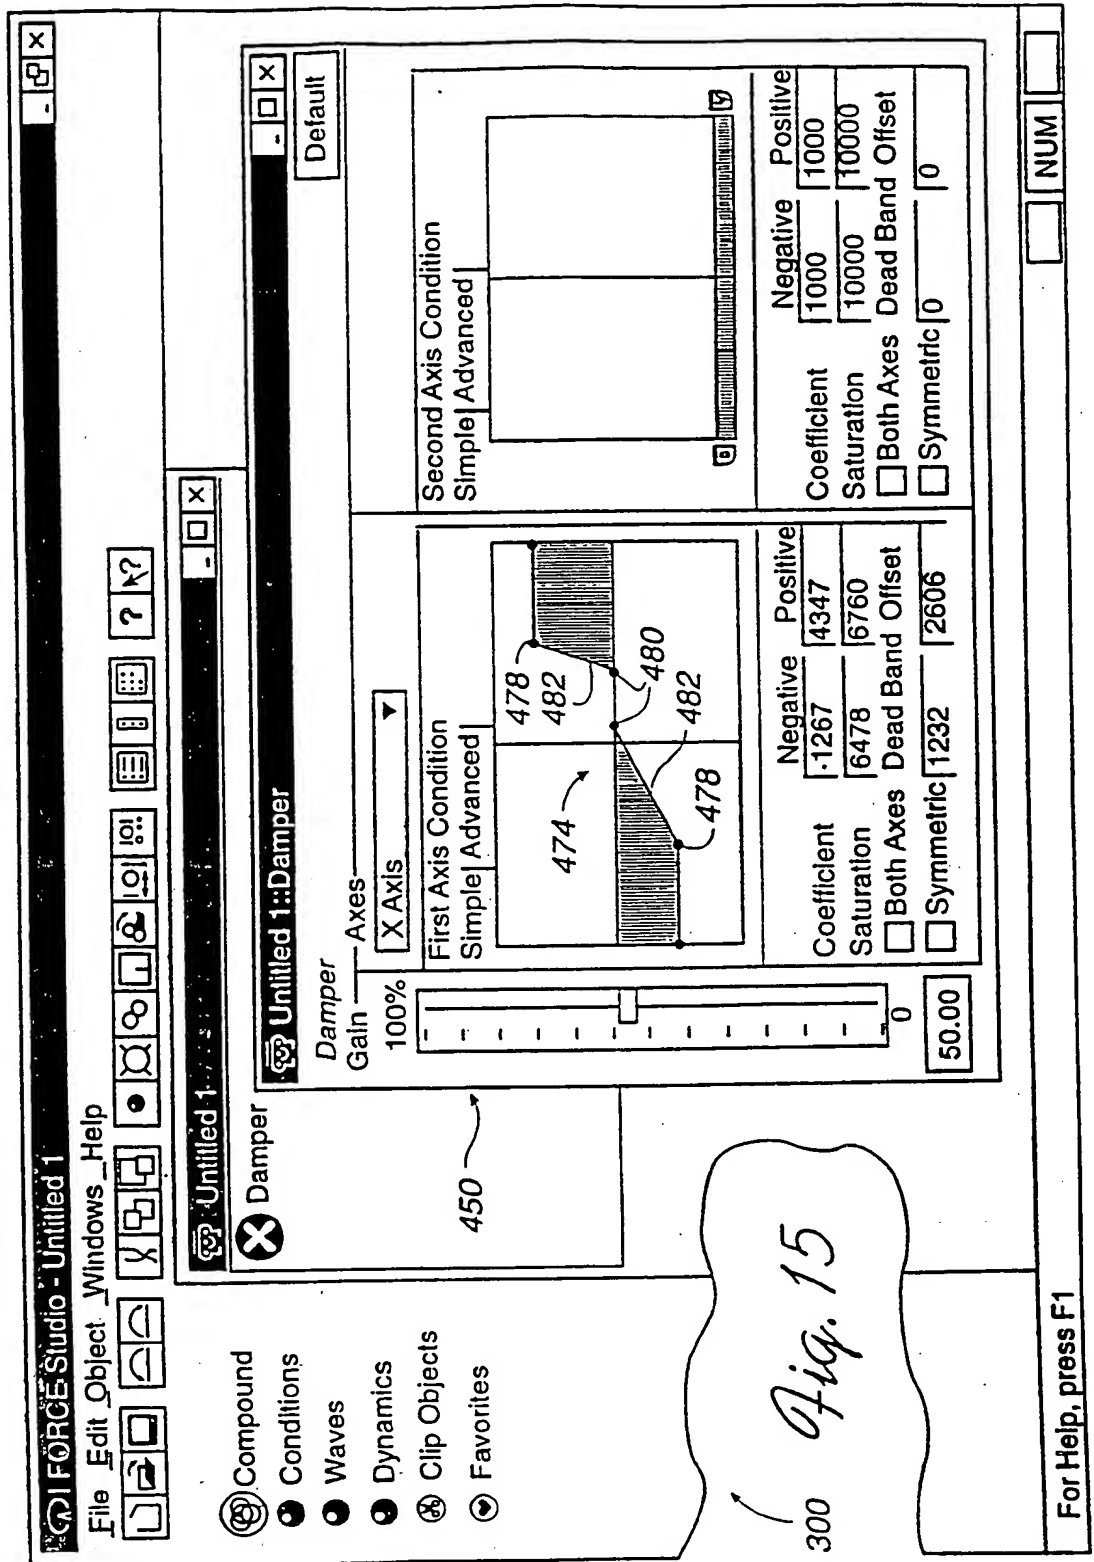 I FORCE Studio - Untitled 1
File Edit Object Windows Help
? ?
Compound
Conditions
Waves
Dynamics
Clip Objects
Favorites
Untitled 1
Damper
450
Untitled 1::Damper
Default
Damper
Gain
100%
0
50.00
Axes
X Axis
First Axis Condition
Simple Advanced
474
478
482
480
482
478
Negative Positive
Coefficient -1267 4347
Saturation 6478 6760
Both Axes Dead Band Offset
Symmetric 1232 2606
Second Axis Condition
Simple Advanced
Negative Positive
Coefficient 1000 1000
Saturation 10000 10000
Both Axes Dead Band Offset
Symmetric 0 0
300
Fig. 15
For Help, press F1
NUM